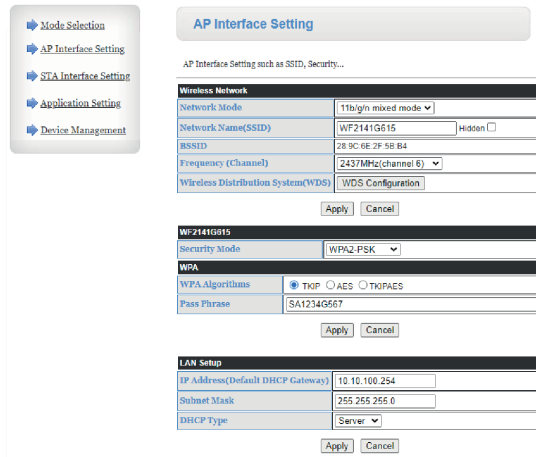 Mode Selection
AP Interface Setting
STA Interface Setting
Application Setting
Device Management
AP Interface Setting
AP Interface Setting such as SSID, Security...
Wireless Network
Network Mode 11b/g/n mixed mode
Network Name(SSID) WF2141G615 Hidden
BSSID 28:9C:6E:2F:5B:B4
Frequency (Channel) 2437MHz(channel 6)
Wireless Distribution System(WDS) WDS Configuration
Apply Cancel
WF2141G615
Security Mode WPA2-PSK
WPA
WPA Algorithms TKIP AES TKIPAES
Pass Phrase SA1234G567
Apply Cancel
LAN Setup
IP Address(Default DHCP Gateway) 10.10.100.254
Subnet Mask 255.255.255.0
DHCP Type Server
Apply Cancel